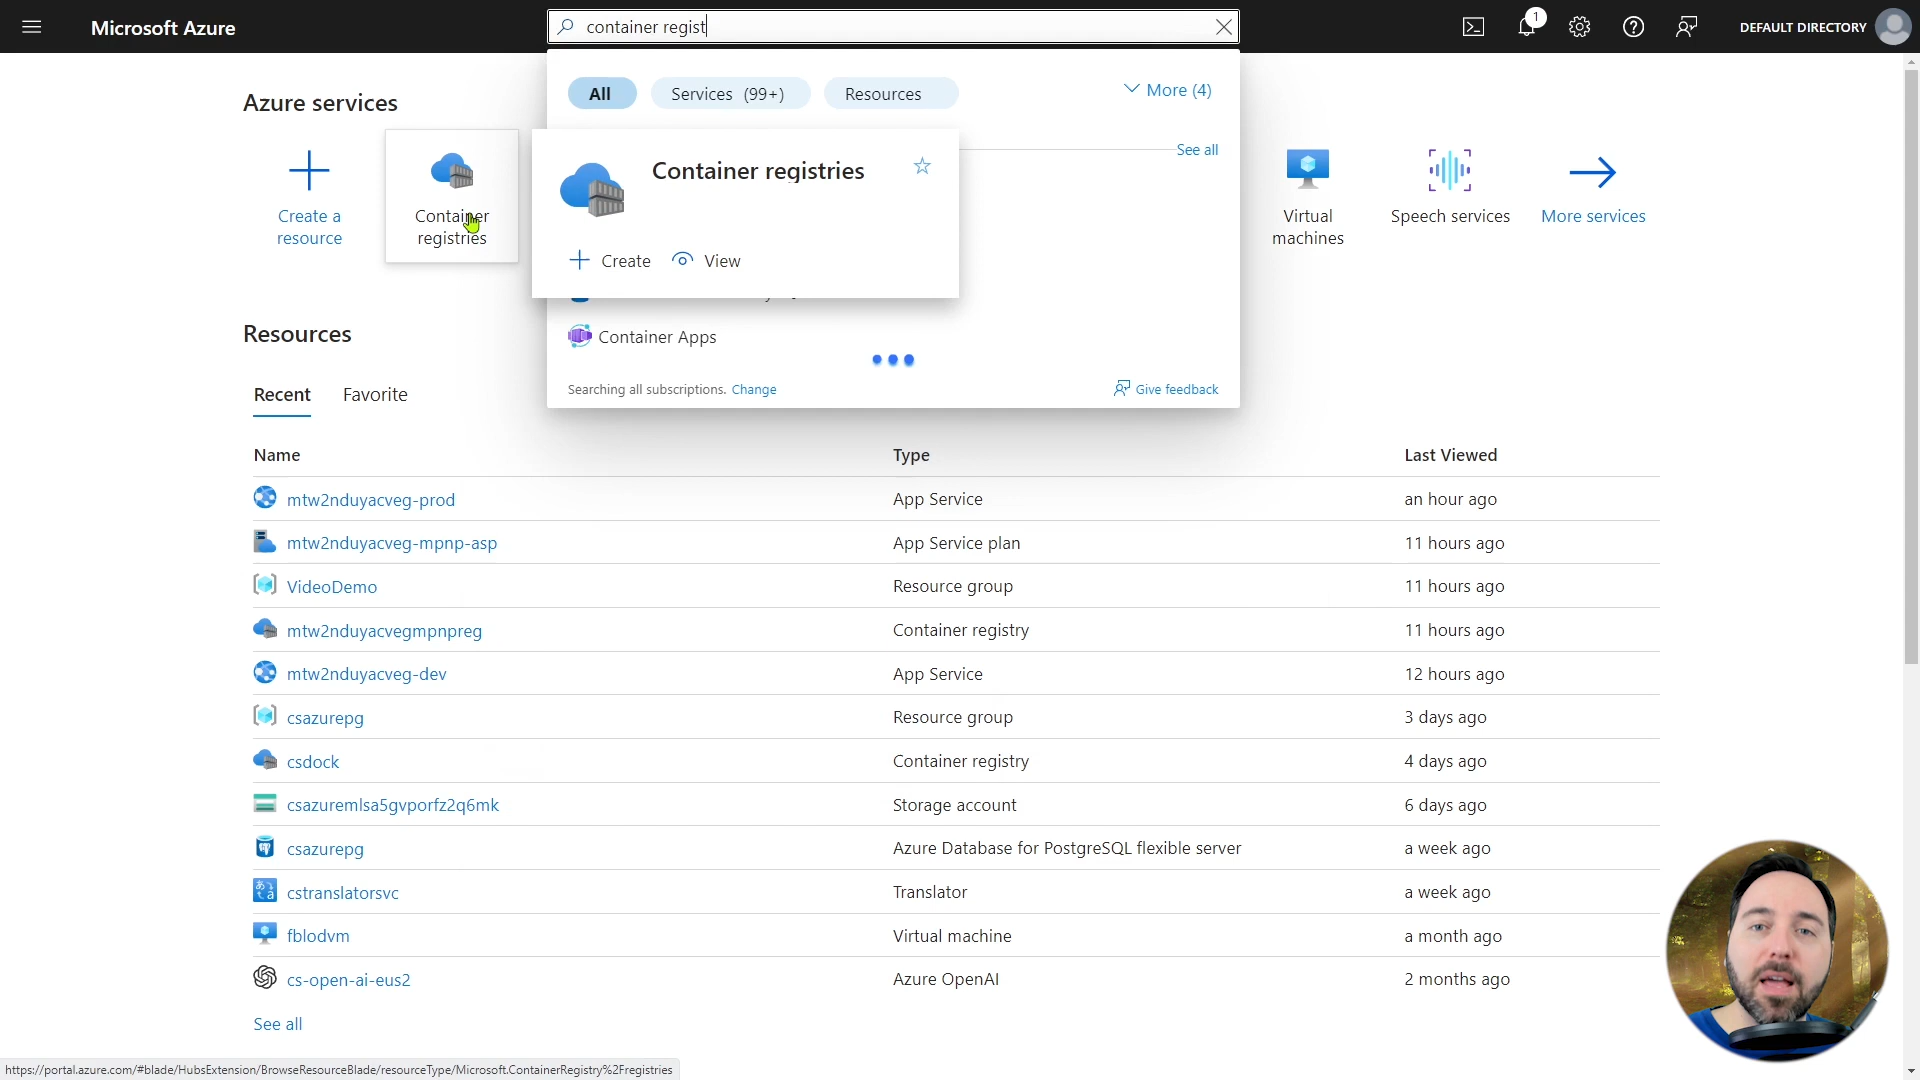 Microsoft Azure
container regist
1
DEFAULT DIRECTORY
All
Services (99+)
Resources
More (4)
Azure services
See all
Create a
resource
Container
registries
Container registries
Create
View
Virtual
machines
Speech services
More services
Container Apps
Searching all subscriptions. Change
Give feedback
Resources
Recent
Favorite
Name
Type
Last Viewed
mtw2nduyacveg-prod
App Service
an hour ago
mtw2nduyacveg-mpnp-asp
App Service plan
11 hours ago
VideoDemo
Resource group
11 hours ago
mtw2nduyacvegmpnpreg
Container registry
11 hours ago
mtw2nduyacveg-dev
App Service
12 hours ago
csazurepg
Resource group
3 days ago
csdock
Container registry
4 days ago
csazuremlsa5gvporfz2q6mk
Storage account
6 days ago
csazurepg
Azure Database for PostgreSQL flexible server
a week ago
cstranslatorsvc
Translator
a week ago
fblodvm
Virtual machine
a month ago
cs-open-ai-eus2
Azure OpenAI
2 months ago
See all
https://portal.azure.com/#blade/HubsExtension/BrowseResourceBlade/resourceType/Microsoft.ContainerRegistry%2Fregistries